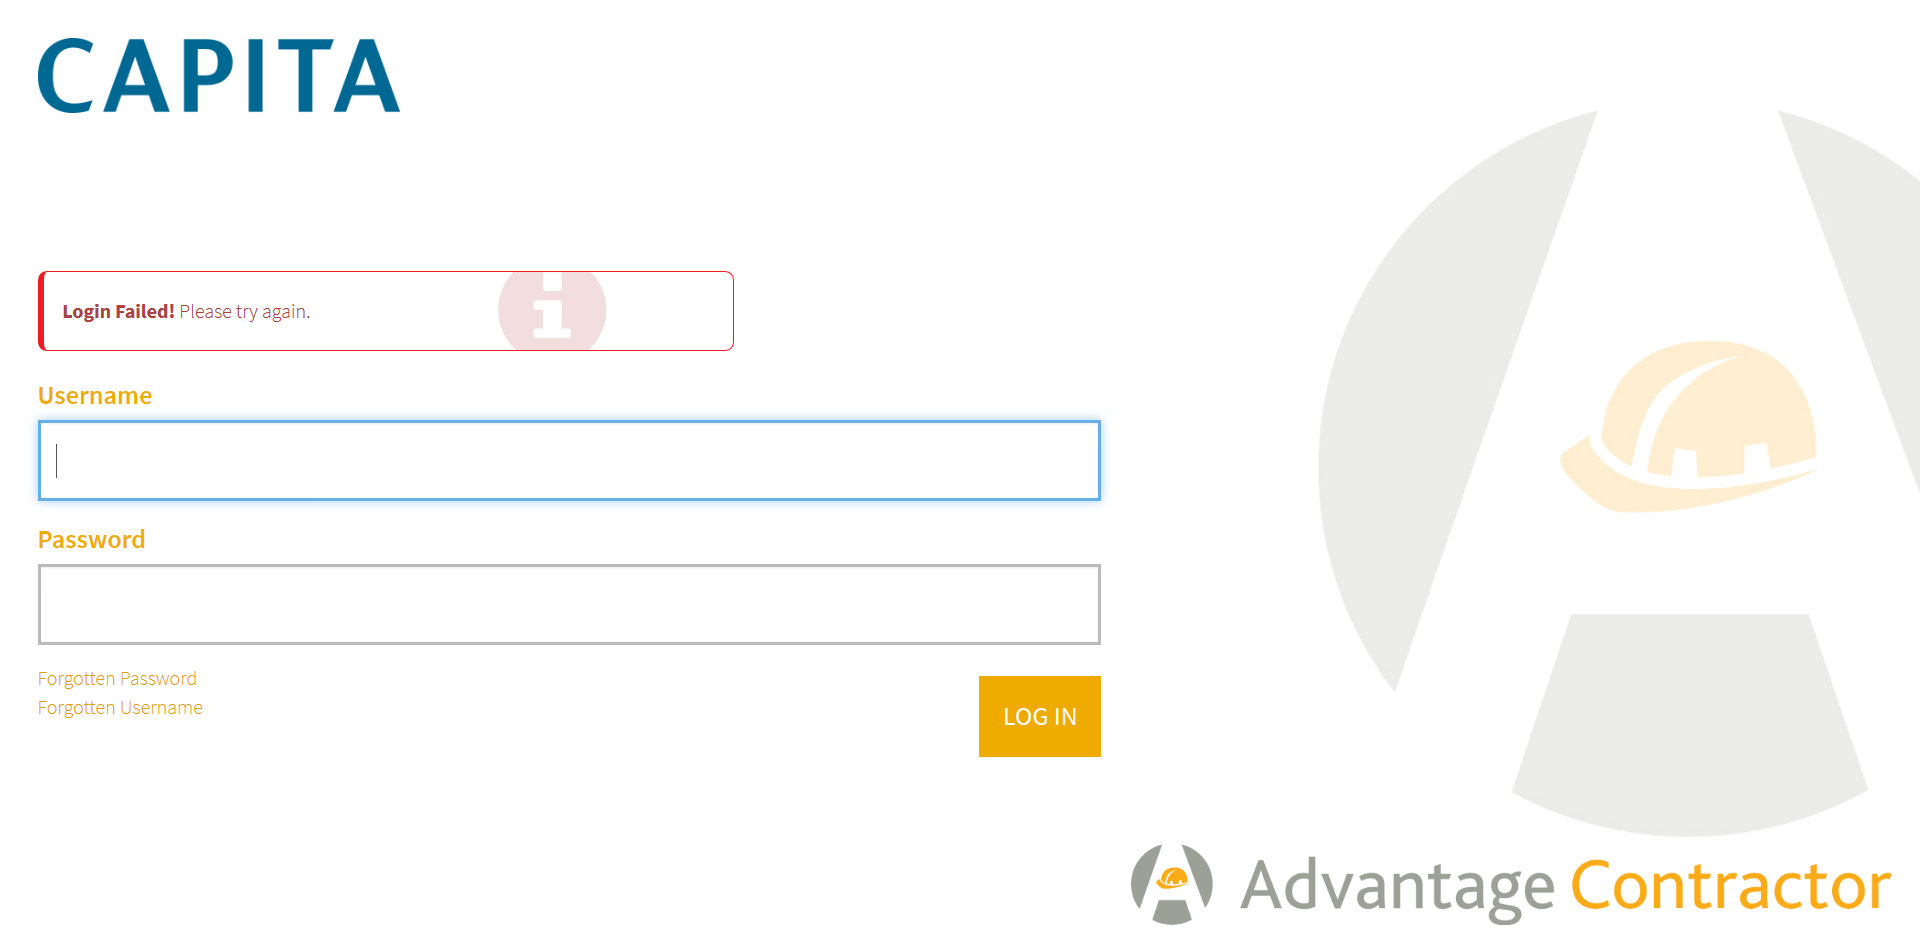 CAPITA
Login Failed! Please try again.
Username
Password
Forgotten Password
Forgotten Username
LOG IN
Advantage Contractor